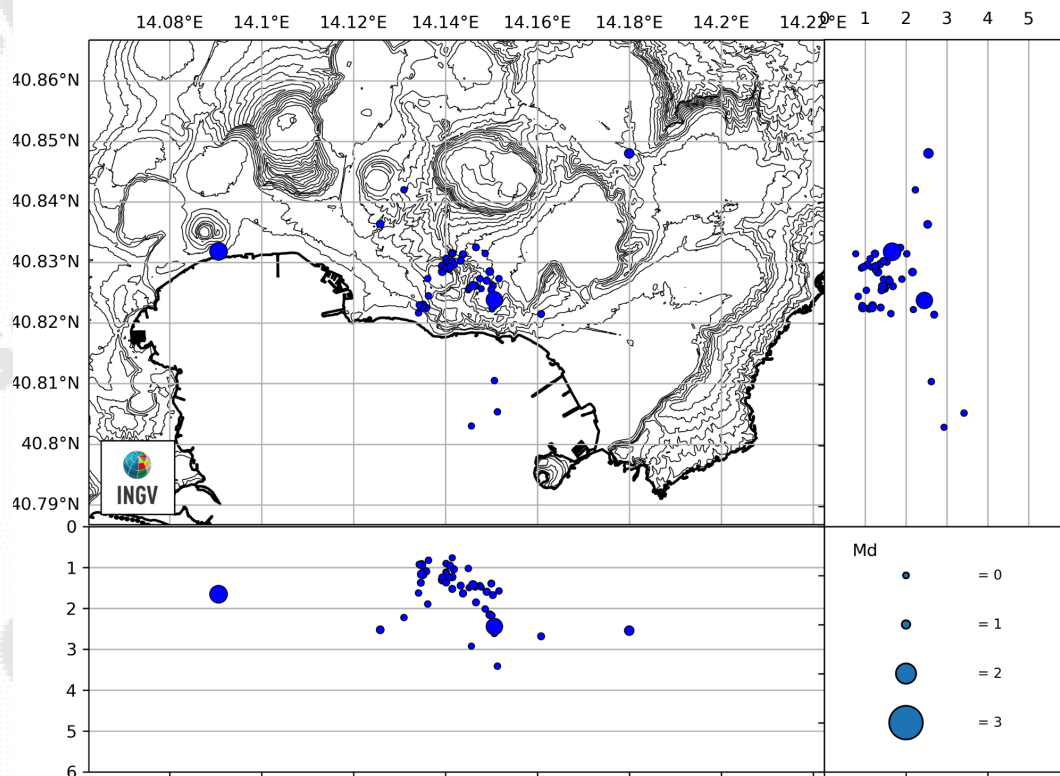 14.08°E 14.1°E 14.12°E 14.14°E 14.16°E 14.18°E 14.2°E 14.22°E 0 1 2 3 4 5
40.86°N
40.85°N
40.84°N
40.83°N
40.82°N
40.81°N
40.8°N
40.79°N
INGV
0
1
2
3
4
5
6
Md
= 0
= 1
= 2
= 3